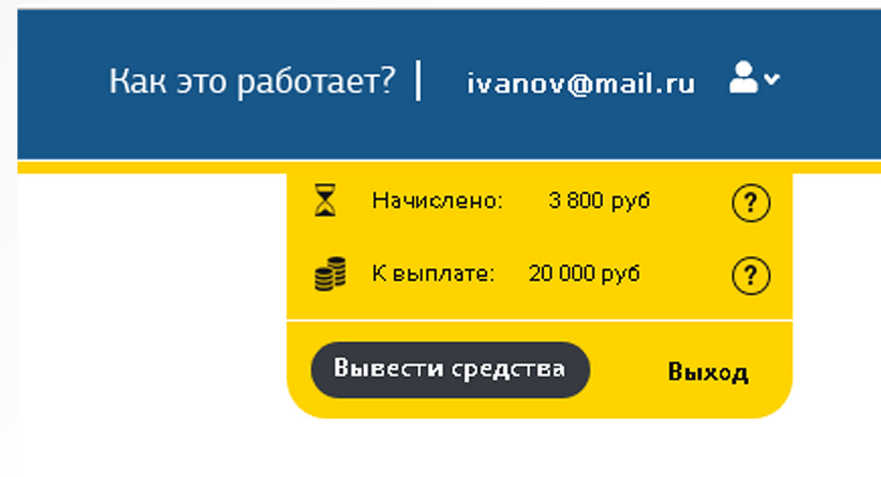 Как это работает? | ivanov@mail.ru
Начислено: 3 800 руб ?
К выплате: 20 000 руб ?
Вывести средства Выход